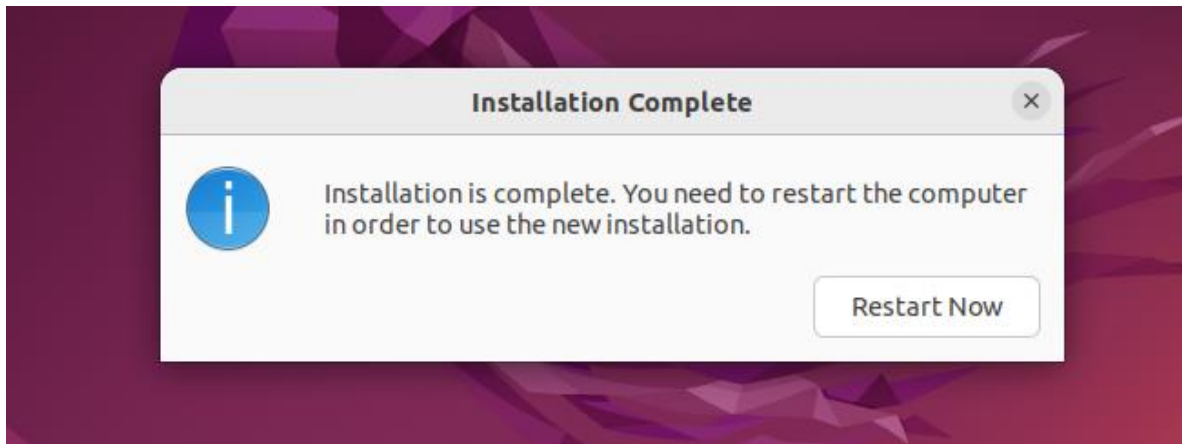 Installation Complete
Installation is complete. You need to restart the computer
in order to use the new installation.
Restart Now